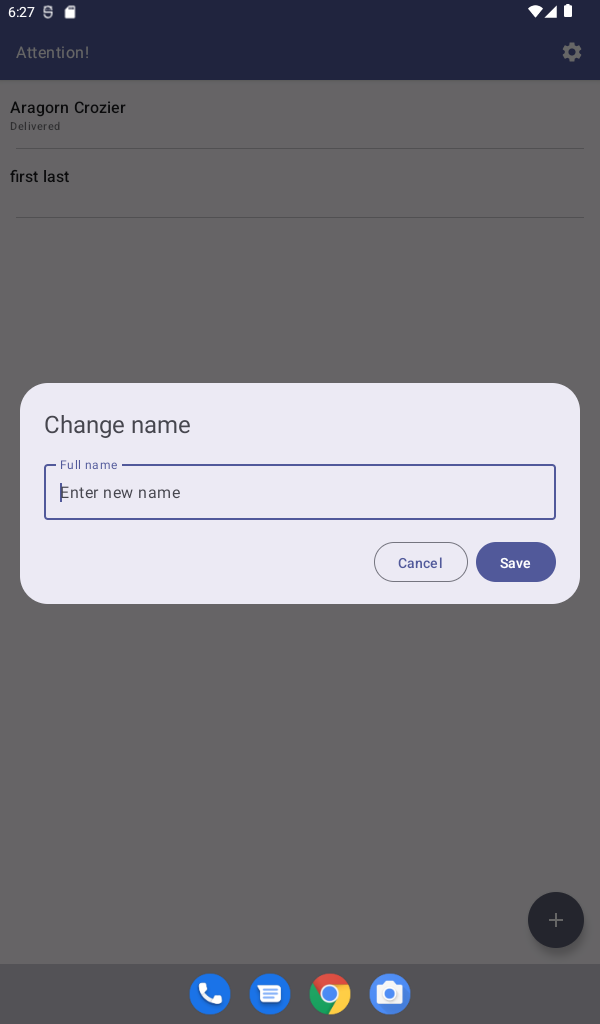 6:27
Attention!
Aragorn Crozier
Delivered
first last
Change name
Full name
Enter new name
Cancel
Save